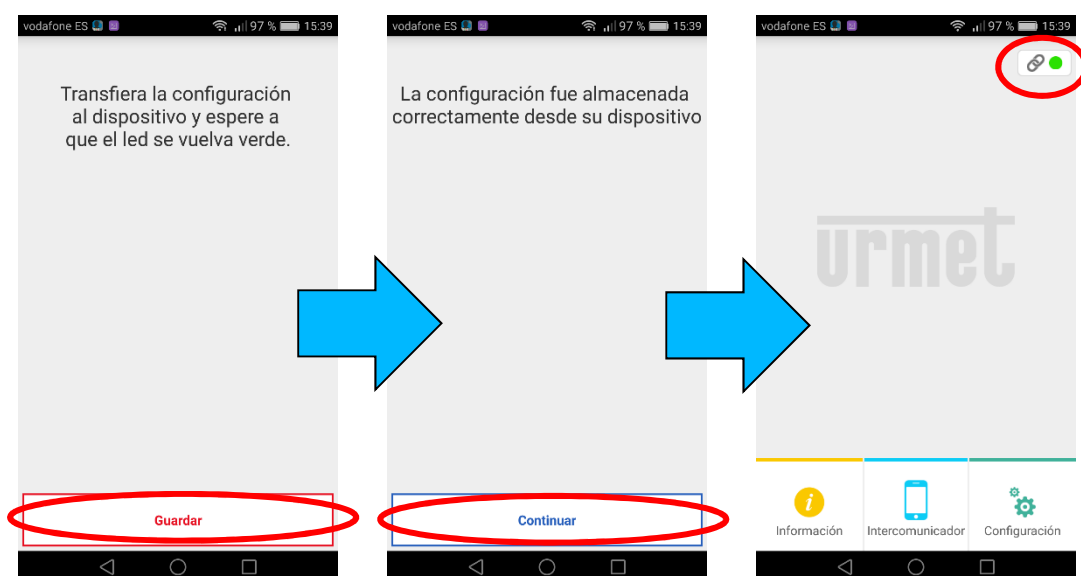 vodafone ES 97 % 15:39
Transfiera la configuración
al dispositivo y espere a
que el led se vuelva verde.
Guardar
vodafone ES 97 % 15:39
La configuración fue almacenada
correctamente desde su dispositivo
Continuar
vodafone ES 97 % 15:39
urmet
Información Intercomunicador Configuración